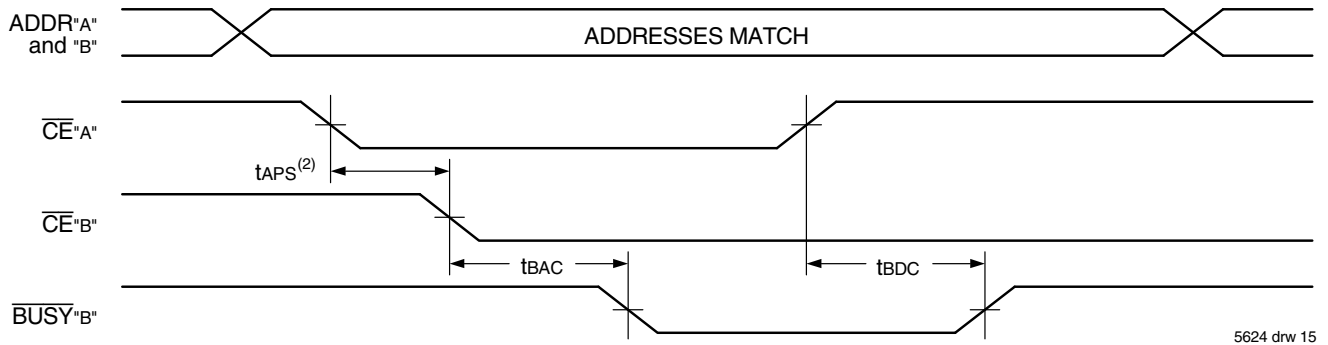 ADDR"A"
and "B"
ADDRESSES MATCH
CE"A"
tAPS(2)
CE"B"
tBAC
tBDC
BUSY"B"
5624 drw 15